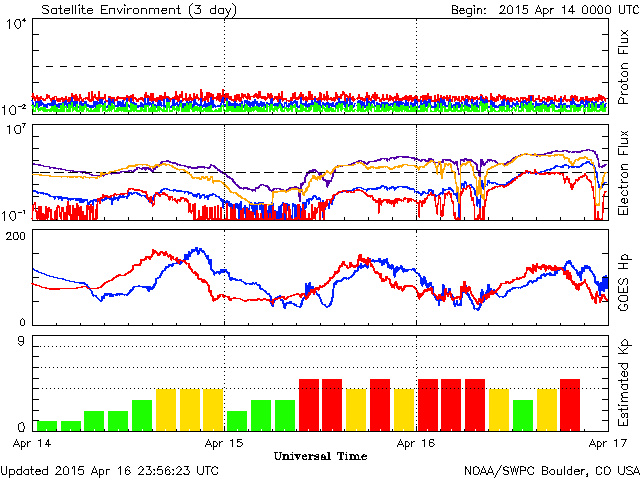 Satellite Environment (3 day) Begin: 2015 Apr 14 0000 UTC
10⁴
10⁻²
Proton Flux
10⁷
10⁻¹
Electron Flux
200
0
GOES Hp
9
0
Estimated Kp
Apr 14 Apr 15 Apr 16 Apr 17
Universal Time
Updated 2015 Apr 16 23:56:23 UTC NOAA/SWPC Boulder, CO USA